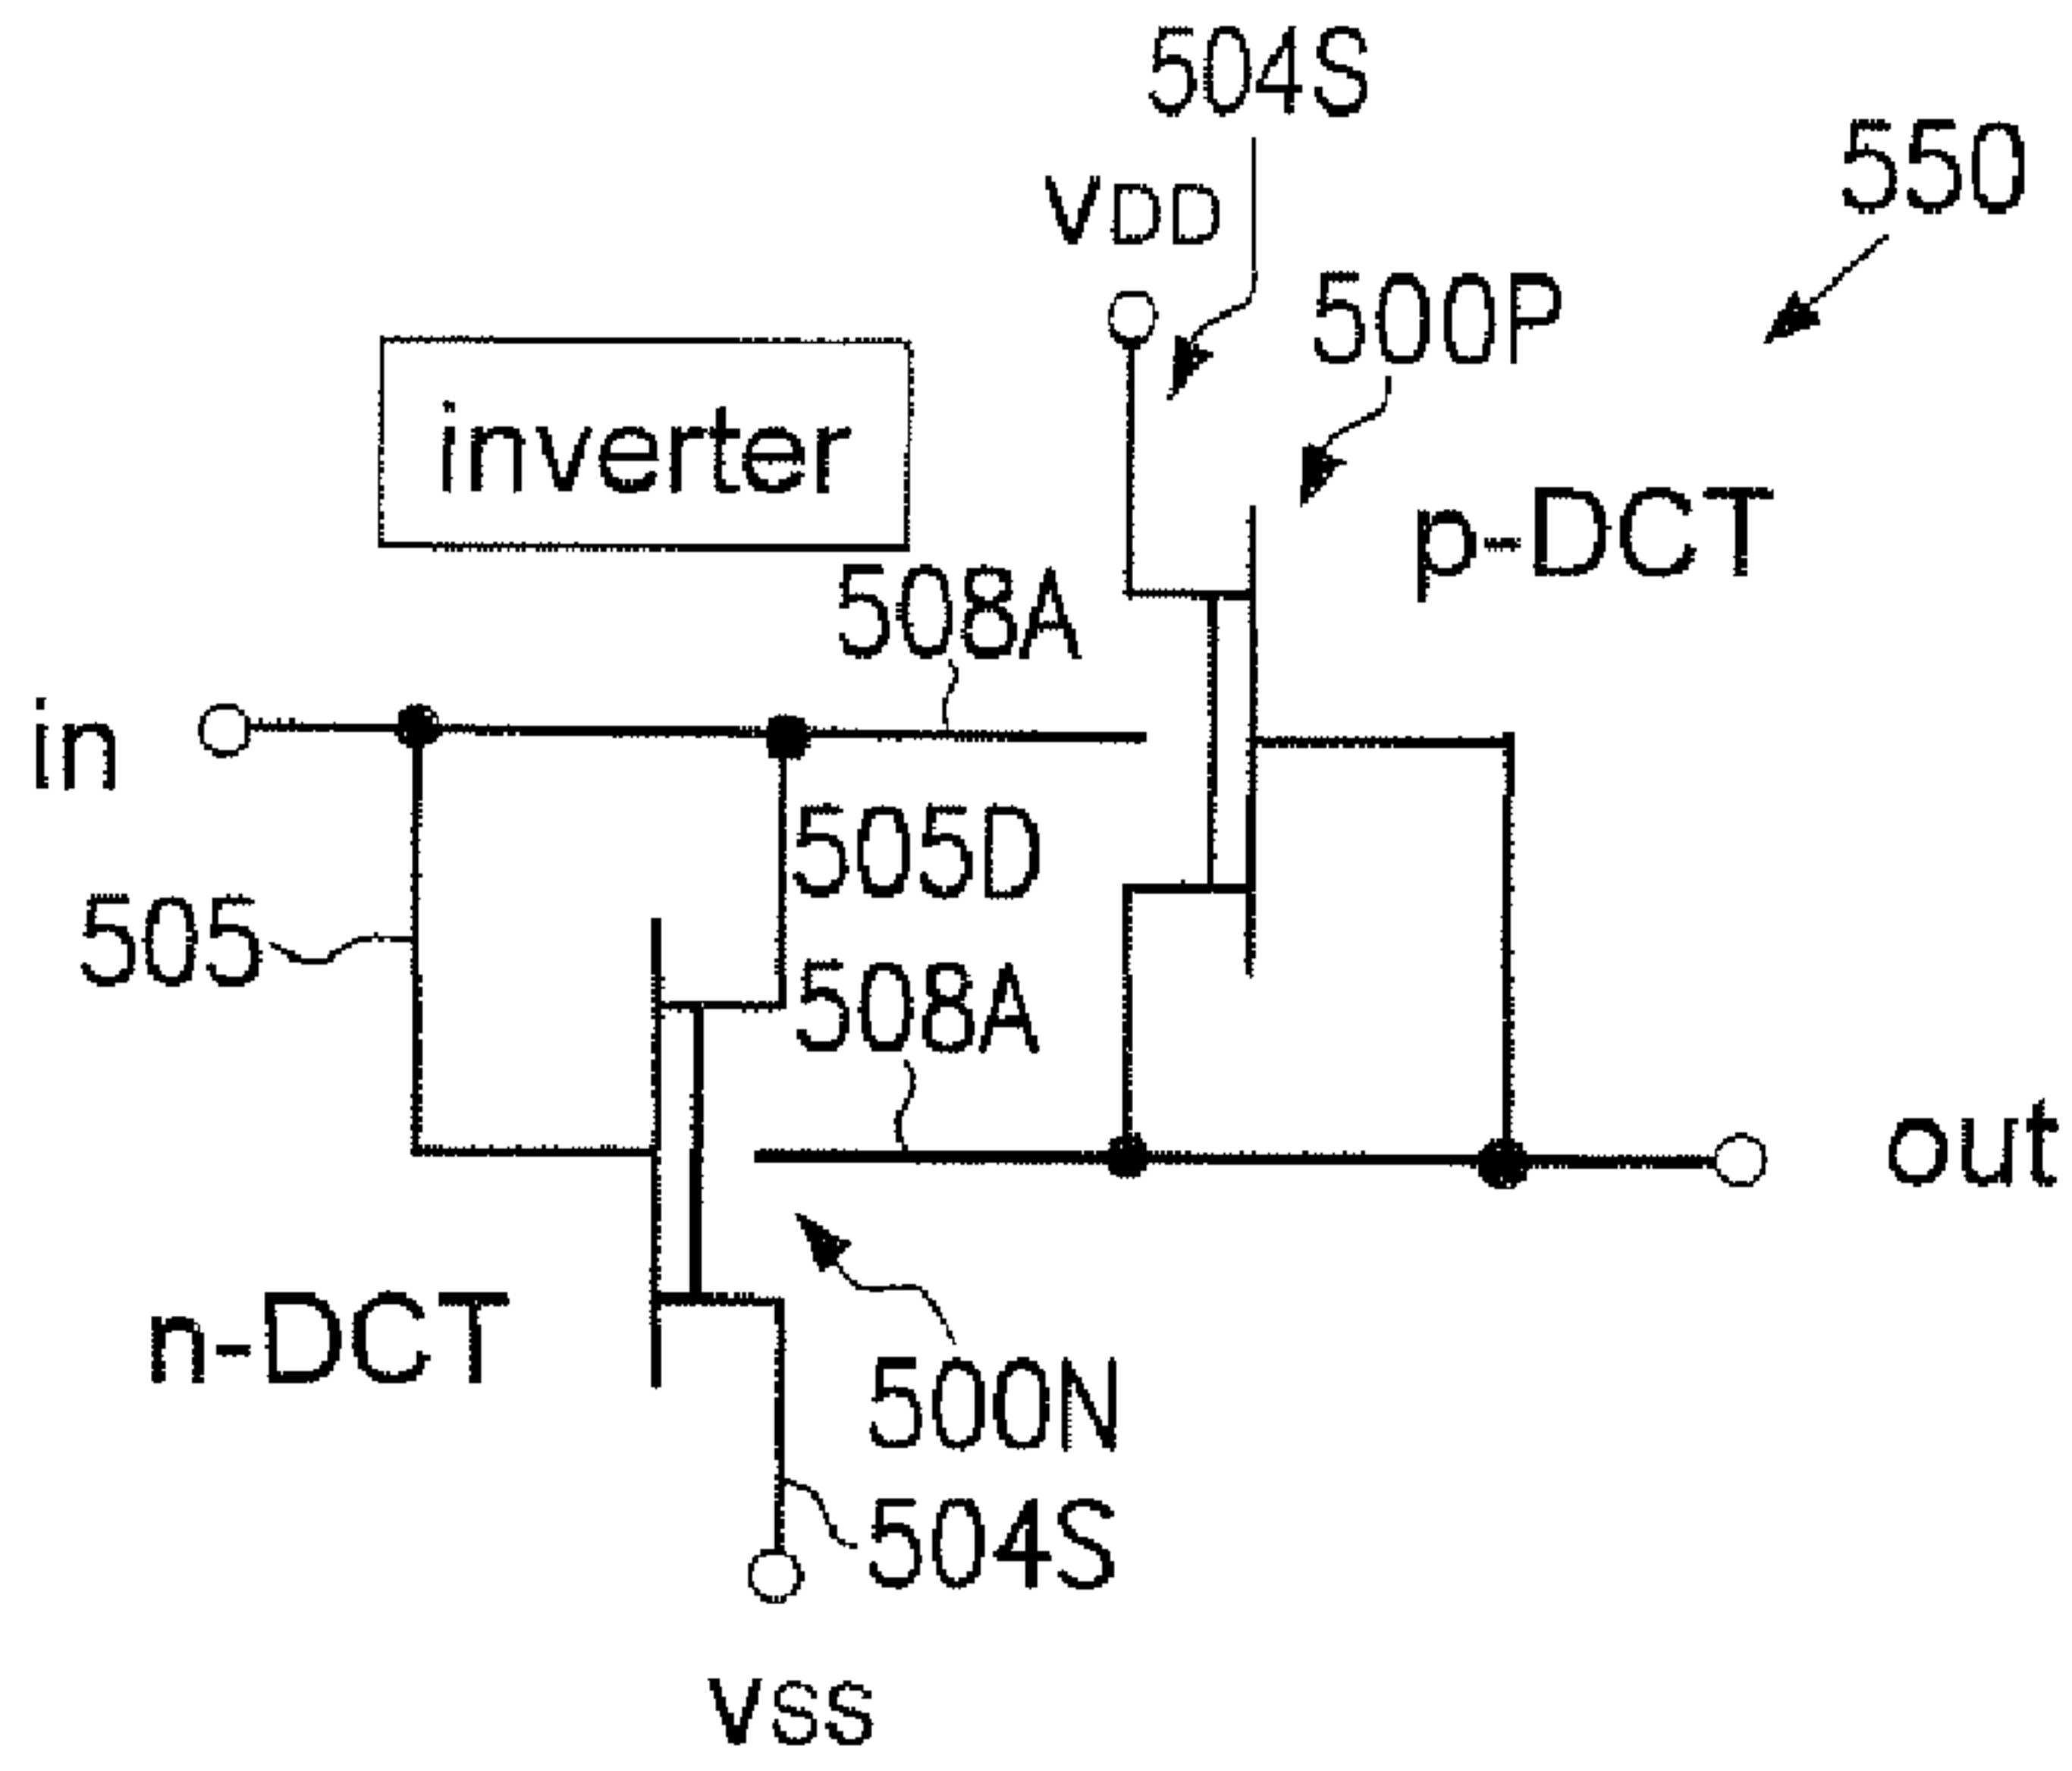 504S
550
VDD
500P
inverter
p-DCT
508A
in
505D
505
508A
out
n-DCT
500N
504S
VSS